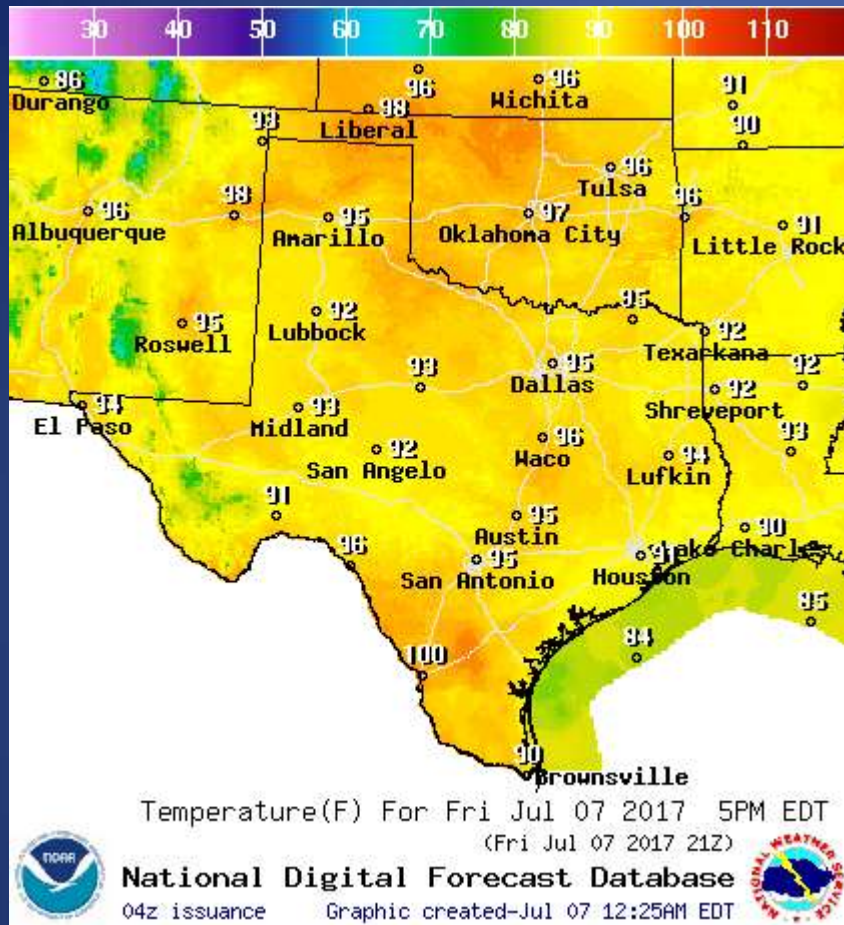 30 40 50 60 70 80 90 100 110
86
Durango
96
96
Wichita
98
Liberal
91
90
93
96
Tulsa
96
Albuquerque
98
95
Amarillo
97
Oklahoma City
96
91
Little Rock
95
Roswell
92
Lubbock
95
92
Texarkana
93
95
Dallas
92
Shreveport
92
94
El Paso
93
Midland
92
San Angelo
96
Waco
94
Lufkin
93
91
95
Austin
90
Lake Charles
96
95
San Antonio
91
Houston
85
84
100
90
Brownsville
Temperature(F) For Fri Jul 07 2017 5PM EDT
(Fri Jul 07 2017 21Z)
NOAA
National Digital Forecast Database
04z issuance Graphic created-Jul 07 12:25AM EDT
NATIONAL WEATHER SERVICE